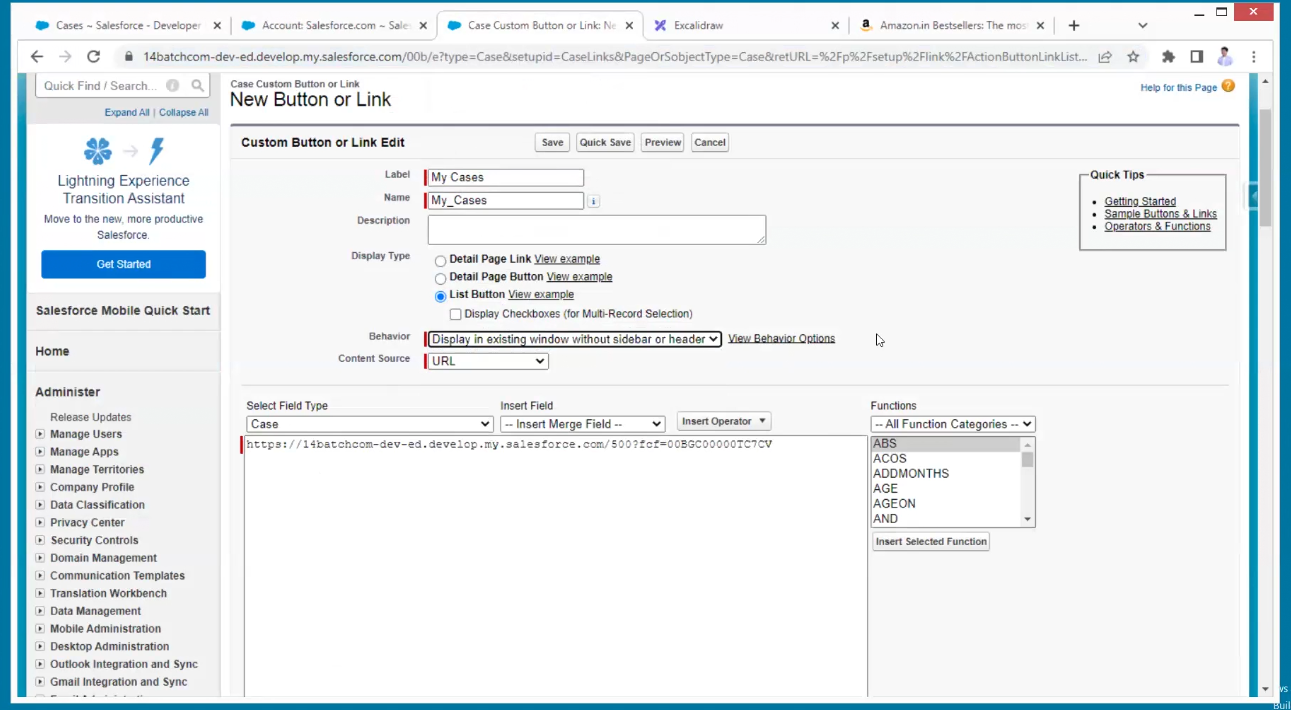 Cases ~ Salesforce - Developer
Account: Salesforce.com ~ Sales
Case Custom Button or Link: Ne
Excalidraw
Amazon.in Bestsellers: The most
14batchcom-dev-ed.develop.my.salesforce.com/00b/e?type=Case&setupid=CaseLinks&PageOrSobjectType=Case&retURL=%2Fp%2Fsetup%2Flink%2FActionButtonLinkList...
Quick Find / Search...
Expand All | Collapse All
Lightning Experience
Transition Assistant
Move to the new, more productive
Salesforce.
Get Started
Salesforce Mobile Quick Start
Home
Administer
Release Updates
Manage Users
Manage Apps
Manage Territories
Company Profile
Data Classification
Privacy Center
Security Controls
Domain Management
Communication Templates
Translation Workbench
Data Management
Mobile Administration
Desktop Administration
Outlook Integration and Sync
Gmail Integration and Sync
Case Custom Button or Link
New Button or Link
Help for this Page
Custom Button or Link Edit
Save
Quick Save
Preview
Cancel
Label
My Cases
Name
My_Cases
Description
Display Type
Detail Page Link View example
Detail Page Button View example
List Button View example
Display Checkboxes (for Multi-Record Selection)
Behavior
Display in existing window without sidebar or header
View Behavior Options
Content Source
URL
Quick Tips
Getting Started
Sample Buttons & Links
Operators & Functions
Select Field Type
Case
Insert Field
-- Insert Merge Field --
Insert Operator
https://14batchcom-dev-ed.develop.my.salesforce.com/500?fcf=00BGC00000TC7CV
Functions
-- All Function Categories --
ABS
ACOS
ADDMONTHS
AGE
AGEON
AND
Insert Selected Function